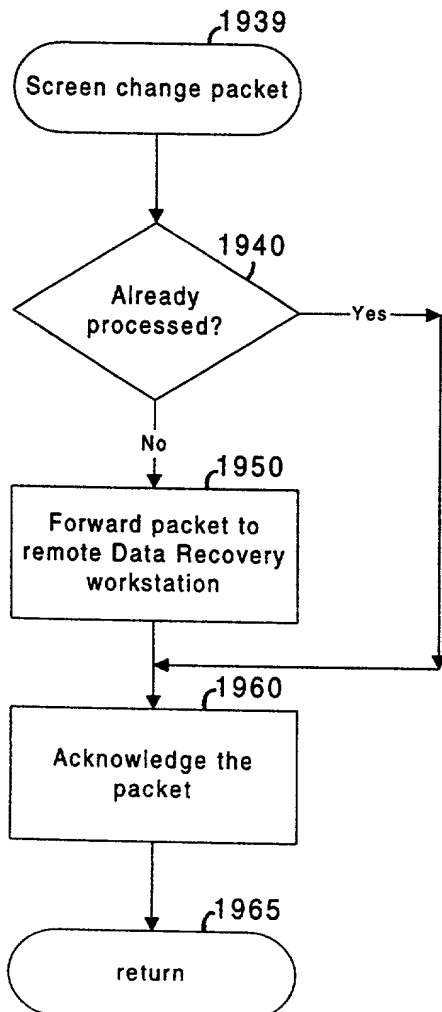 1939
Screen change packet
1940
Already
processed?
Yes
No
1950
Forward packet to
remote Data Recovery
workstation
1960
Acknowledge the
packet
1965
return